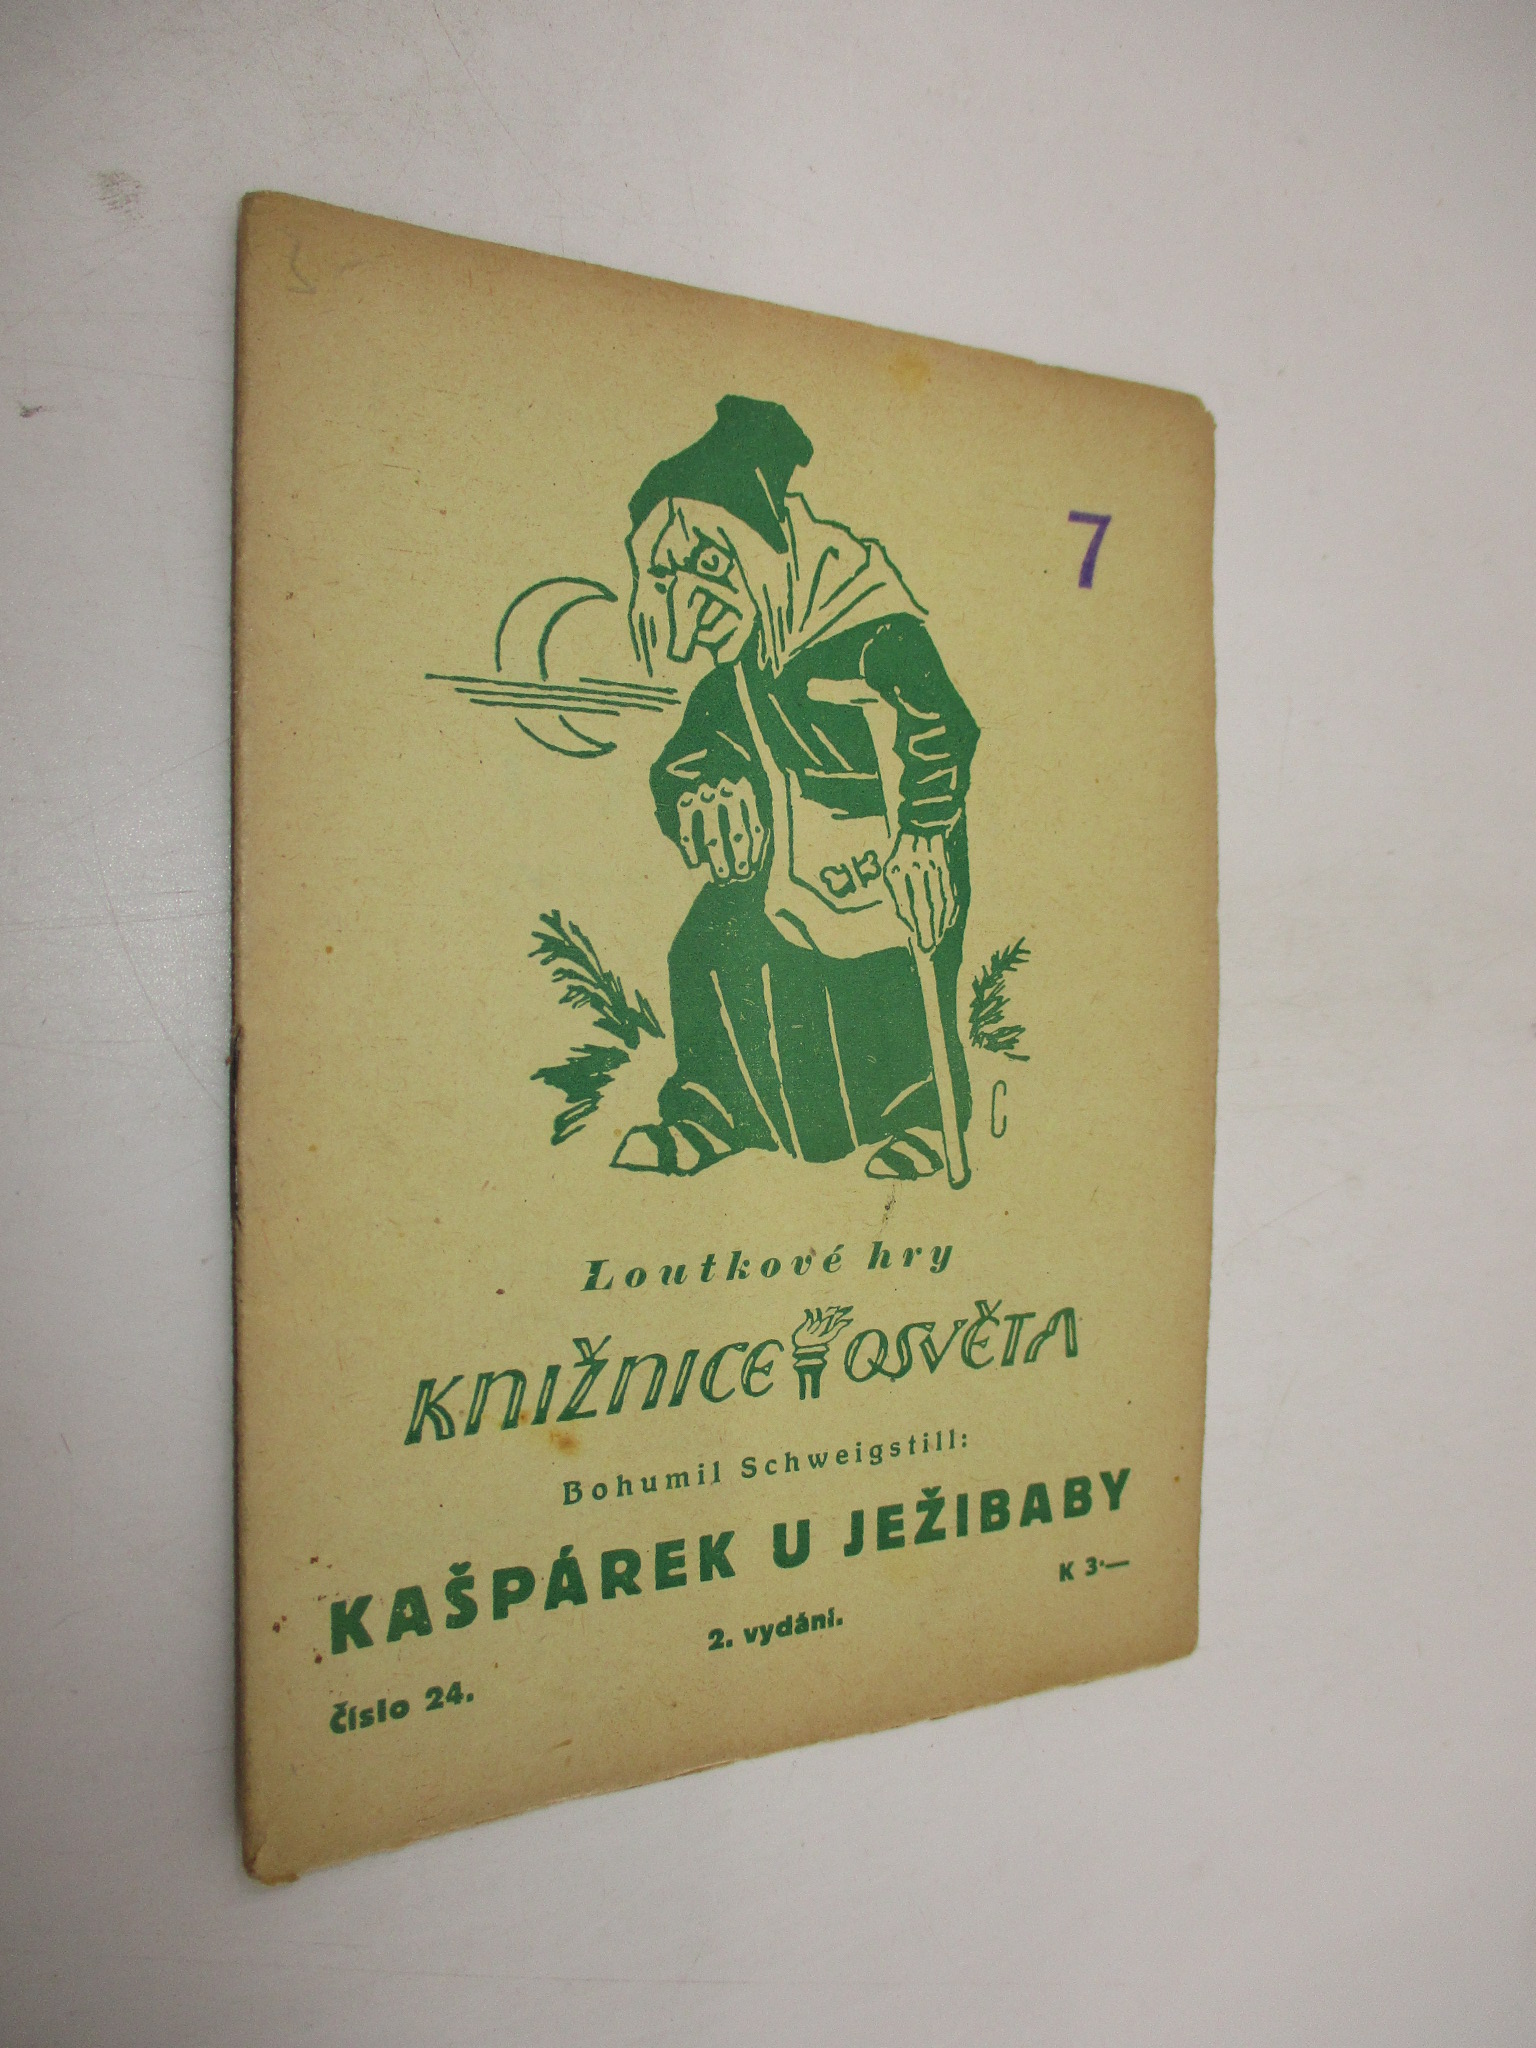 7
Loutkové hry
KNIŽNICE OSVĚTA
Bohumil Schweigstill:
KAŠPÁREK U JEŽIBABY
K 3·—
2. vydání.
číslo 24.